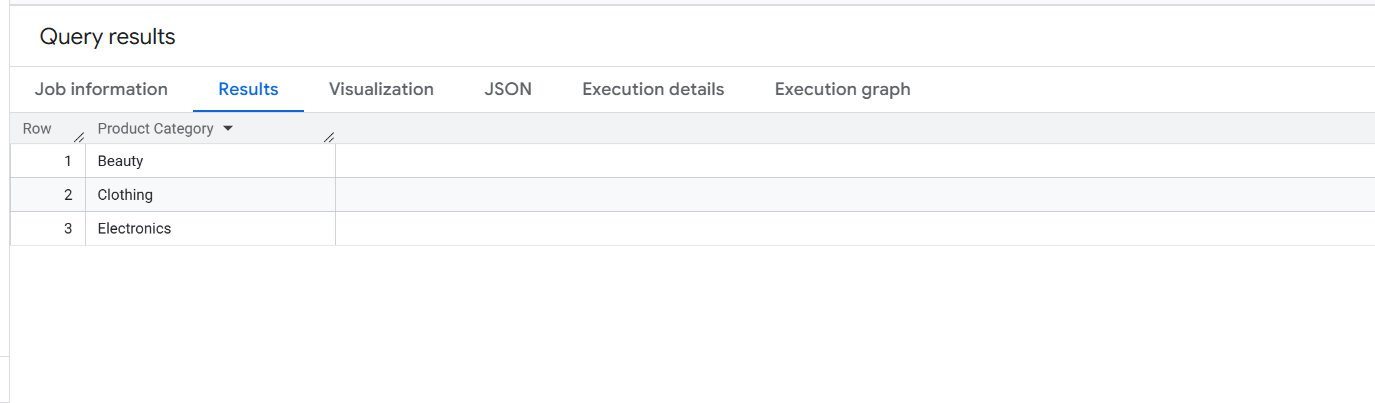 Query results
Job information Results Visualization JSON Execution details Execution graph
Row Product Category
1 Beauty
2 Clothing
3 Electronics